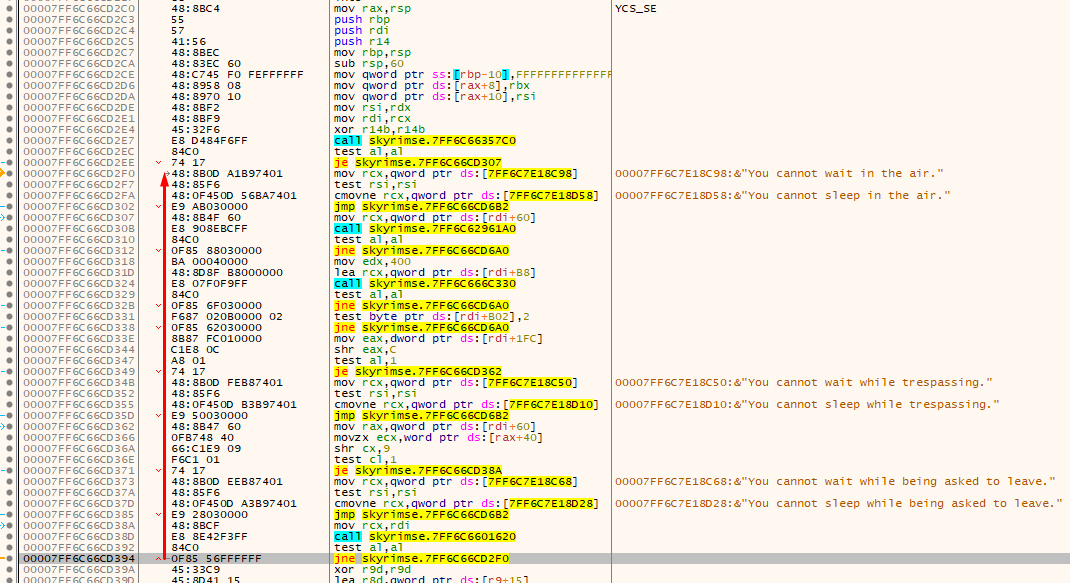 00007FF6C66CD2C0 48:8BC4 mov rax,rsp YCS_SE
00007FF6C66CD2C3 55 push rbp
00007FF6C66CD2C4 57 push rdi
00007FF6C66CD2C5 41:56 push r14
00007FF6C66CD2C7 48:8BEC mov rbp,rsp
00007FF6C66CD2CA 48:83EC 60 sub rsp,60
00007FF6C66CD2CE 48:C745 F0 FEFFFFFF mov qword ptr ss:[rbp-10],FFFFFFFFFFFFFF
00007FF6C66CD2D6 48:8958 08 mov qword ptr ds:[rax+8],rbx
00007FF6C66CD2DA 48:8970 10 mov qword ptr ds:[rax+10],rsi
00007FF6C66CD2DE 48:8BF2 mov rsi,rdx
00007FF6C66CD2E1 48:8BF9 mov rdi,rcx
00007FF6C66CD2E4 45:32F6 xor r14b,r14b
00007FF6C66CD2E7 E8 D484F6FF call skyrimse.7FF6C66357C0
00007FF6C66CD2EC 84C0 test al,al
00007FF6C66CD2EE 74 17 je skyrimse.7FF6C66CD307
00007FF6C66CD2F0 48:8B0D A1B97401 mov rcx,qword ptr ds:[7FF6C7E18C98] 00007FF6C7E18C98:&"You cannot wait in the air."
00007FF6C66CD2F7 48:85F6 test rsi,rsi
00007FF6C66CD2FA 48:0F450D 56BA7401 cmovne rcx,qword ptr ds:[7FF6C7E18D58] 00007FF6C7E18D58:&"You cannot sleep in the air."
00007FF6C66CD302 E9 AB030000 jmp skyrimse.7FF6C66CD6B2
00007FF6C66CD307 48:8B4F 60 mov rcx,qword ptr ds:[rdi+60]
00007FF6C66CD30B E8 908EBCFF call skyrimse.7FF6C62961A0
00007FF6C66CD310 84C0 test al,al
00007FF6C66CD312 0F85 88030000 jne skyrimse.7FF6C66CD6A0
00007FF6C66CD318 BA 00040000 mov edx,400
00007FF6C66CD31D 48:8D8F B8000000 lea rcx,qword ptr ds:[rdi+B8]
00007FF6C66CD324 E8 07F0F9FF call skyrimse.7FF6C666C330
00007FF6C66CD329 84C0 test al,al
00007FF6C66CD32B 0F85 6F030000 jne skyrimse.7FF6C66CD6A0
00007FF6C66CD331 F687 020B0000 02 test byte ptr ds:[rdi+B02],2
00007FF6C66CD338 0F85 62030000 jne skyrimse.7FF6C66CD6A0
00007FF6C66CD33E 8B87 FC010000 mov eax,dword ptr ds:[rdi+1FC]
00007FF6C66CD344 C1E8 0C shr eax,C
00007FF6C66CD347 A8 01 test al,1
00007FF6C66CD349 74 17 je skyrimse.7FF6C66CD362
00007FF6C66CD34B 48:8B0D FEB87401 mov rcx,qword ptr ds:[7FF6C7E18C50] 00007FF6C7E18C50:&"You cannot wait while trespassing."
00007FF6C66CD352 48:85F6 test rsi,rsi
00007FF6C66CD355 48:0F450D B3B97401 cmovne rcx,qword ptr ds:[7FF6C7E18D10] 00007FF6C7E18D10:&"You cannot sleep while trespassing."
00007FF6C66CD35D E9 50030000 jmp skyrimse.7FF6C66CD6B2
00007FF6C66CD362 48:8B47 60 mov rax,qword ptr ds:[rdi+60]
00007FF6C66CD366 0FB748 40 movzx ecx,word ptr ds:[rax+40]
00007FF6C66CD36A 66:C1E9 09 shr cx,9
00007FF6C66CD36E F6C1 01 test cl,1
00007FF6C66CD371 74 17 je skyrimse.7FF6C66CD38A
00007FF6C66CD373 48:8B0D EEB87401 mov rcx,qword ptr ds:[7FF6C7E18C68] 00007FF6C7E18C68:&"You cannot wait while being asked to leave."
00007FF6C66CD37A 48:85F6 test rsi,rsi
00007FF6C66CD37D 48:0F450D A3B97401 cmovne rcx,qword ptr ds:[7FF6C7E18D28] 00007FF6C7E18D28:&"You cannot sleep while being asked to leave."
00007FF6C66CD385 E9 28030000 jmp skyrimse.7FF6C66CD6B2
00007FF6C66CD38A 48:8BCF mov rcx,rdi
00007FF6C66CD38D E8 8E42F3FF call skyrimse.7FF6C6601620
00007FF6C66CD392 84C0 test al,al
00007FF6C66CD394 0F85 56FFFFFF jne skyrimse.7FF6C66CD2F0
00007FF6C66CD39A 45:33C9 xor r9d,r9d
00007FF6C66CD39D 45:8D41 15 lea r8d,qword ptr ds:[r9+15]